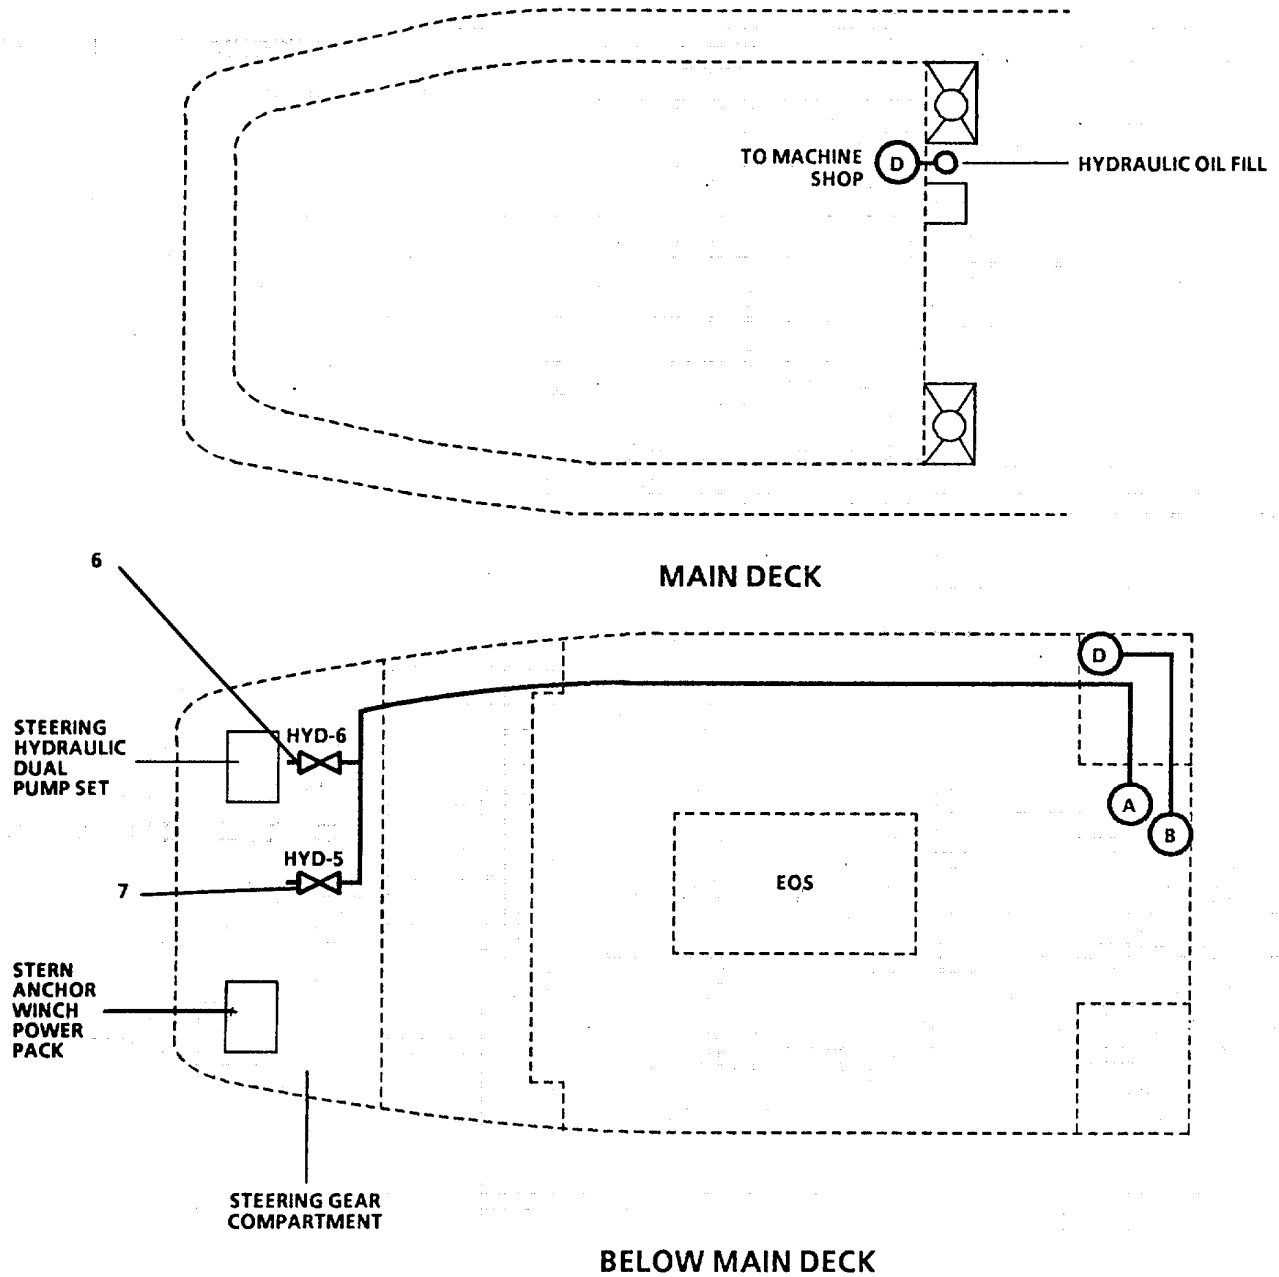 TO MACHINE
SHOP
D
HYDRAULIC OIL FILL
MAIN DECK
6
D
STEERING
HYDRAULIC
DUAL
PUMP SET
HYD-6
A
B
HYD-5
7
EOS
STERN
ANCHOR
WINCH
POWER
PACK
STEERING GEAR
COMPARTMENT
BELOW MAIN DECK